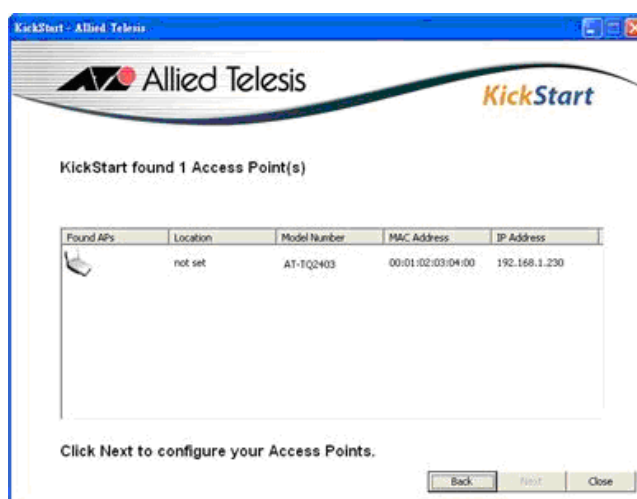 KickStart - Allied Telesis
Allied Telesis
KickStart
KickStart found 1 Access Point(s)
Found APs Location Model Number MAC Address IP Address
not set AT-TQ2403 00:01:02:03:04:00 192.168.1.230
Click Next to configure your Access Points.
Back Next Close